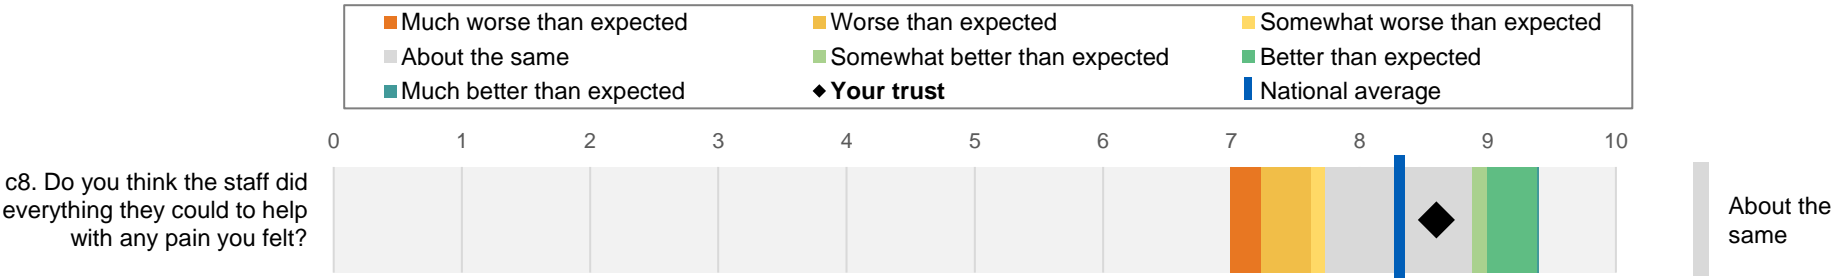 Much worse than expected
Worse than expected
Somewhat worse than expected
About the same
Somewhat better than expected
Better than expected
Much better than expected
Your trust
National average
0 1 2 3 4 5 6 7 8 9 10
c8. Do you think the staff did
everything they could to help
with any pain you felt?
About the
same